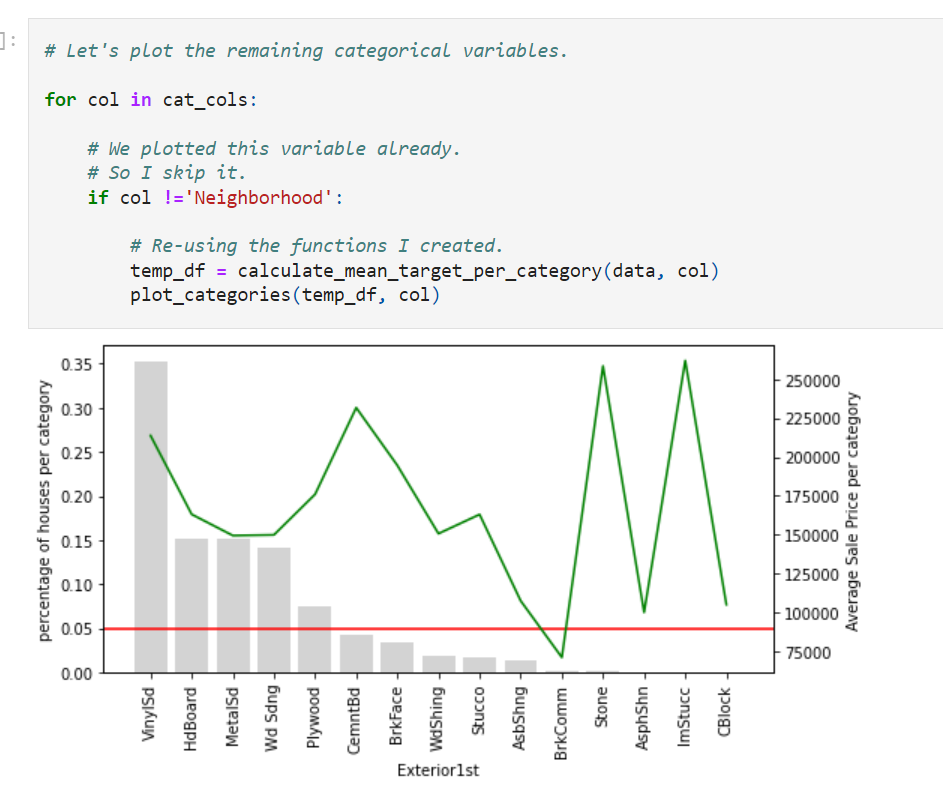 ]:
# Let's plot the remaining categorical variables.
for col in cat_cols:
# We plotted this variable already.
# So I skip it.
if col !='Neighborhood':
# Re-using the functions I created.
temp_df = calculate_mean_target_per_category(data, col)
plot_categories(temp_df, col)
percentage of houses per category
0.35
0.30
0.25
0.20
0.15
0.10
0.05
0.00
250000
225000
200000
175000
150000
125000
100000
75000
Average Sale Price per category
VinylSd
HdBoard
MetalSd
Wd Sdng
Plywood
CemntBd
BrkFace
WdShing
Stucco
AsbShng
BrkComm
Stone
AsphShn
ImStucc
CBlock
Exterior1st